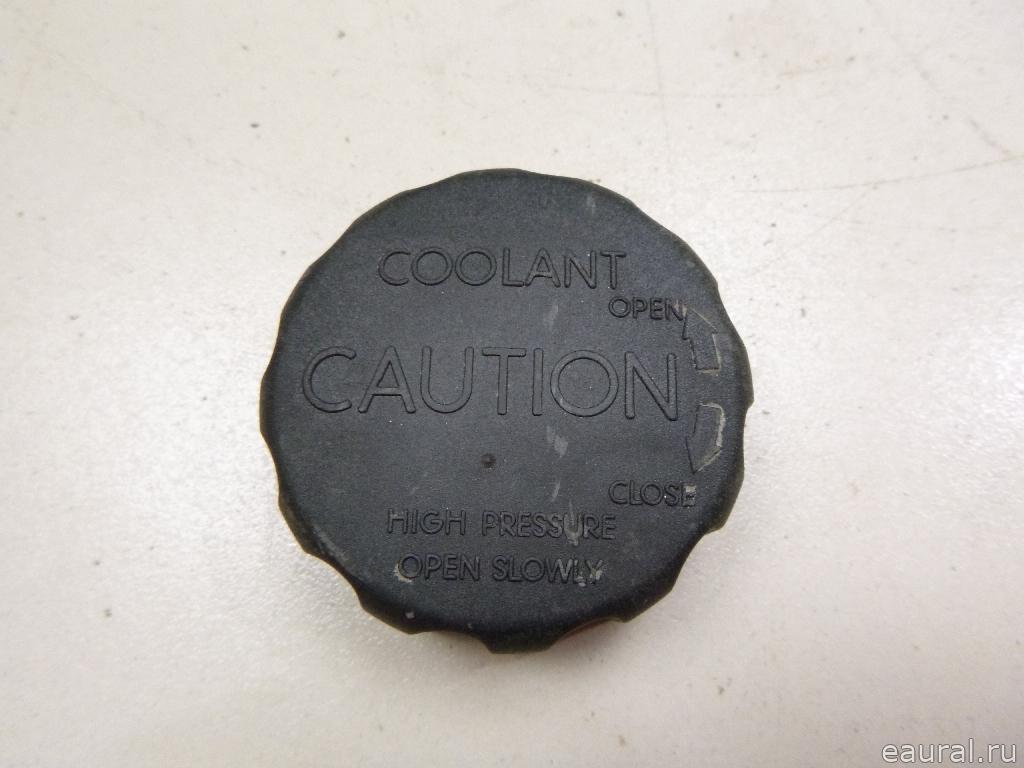 COOLANT
OPEN
CAUTION
CLOSE
HIGH PRESSURE
OPEN SLOWLY
eaural.ru